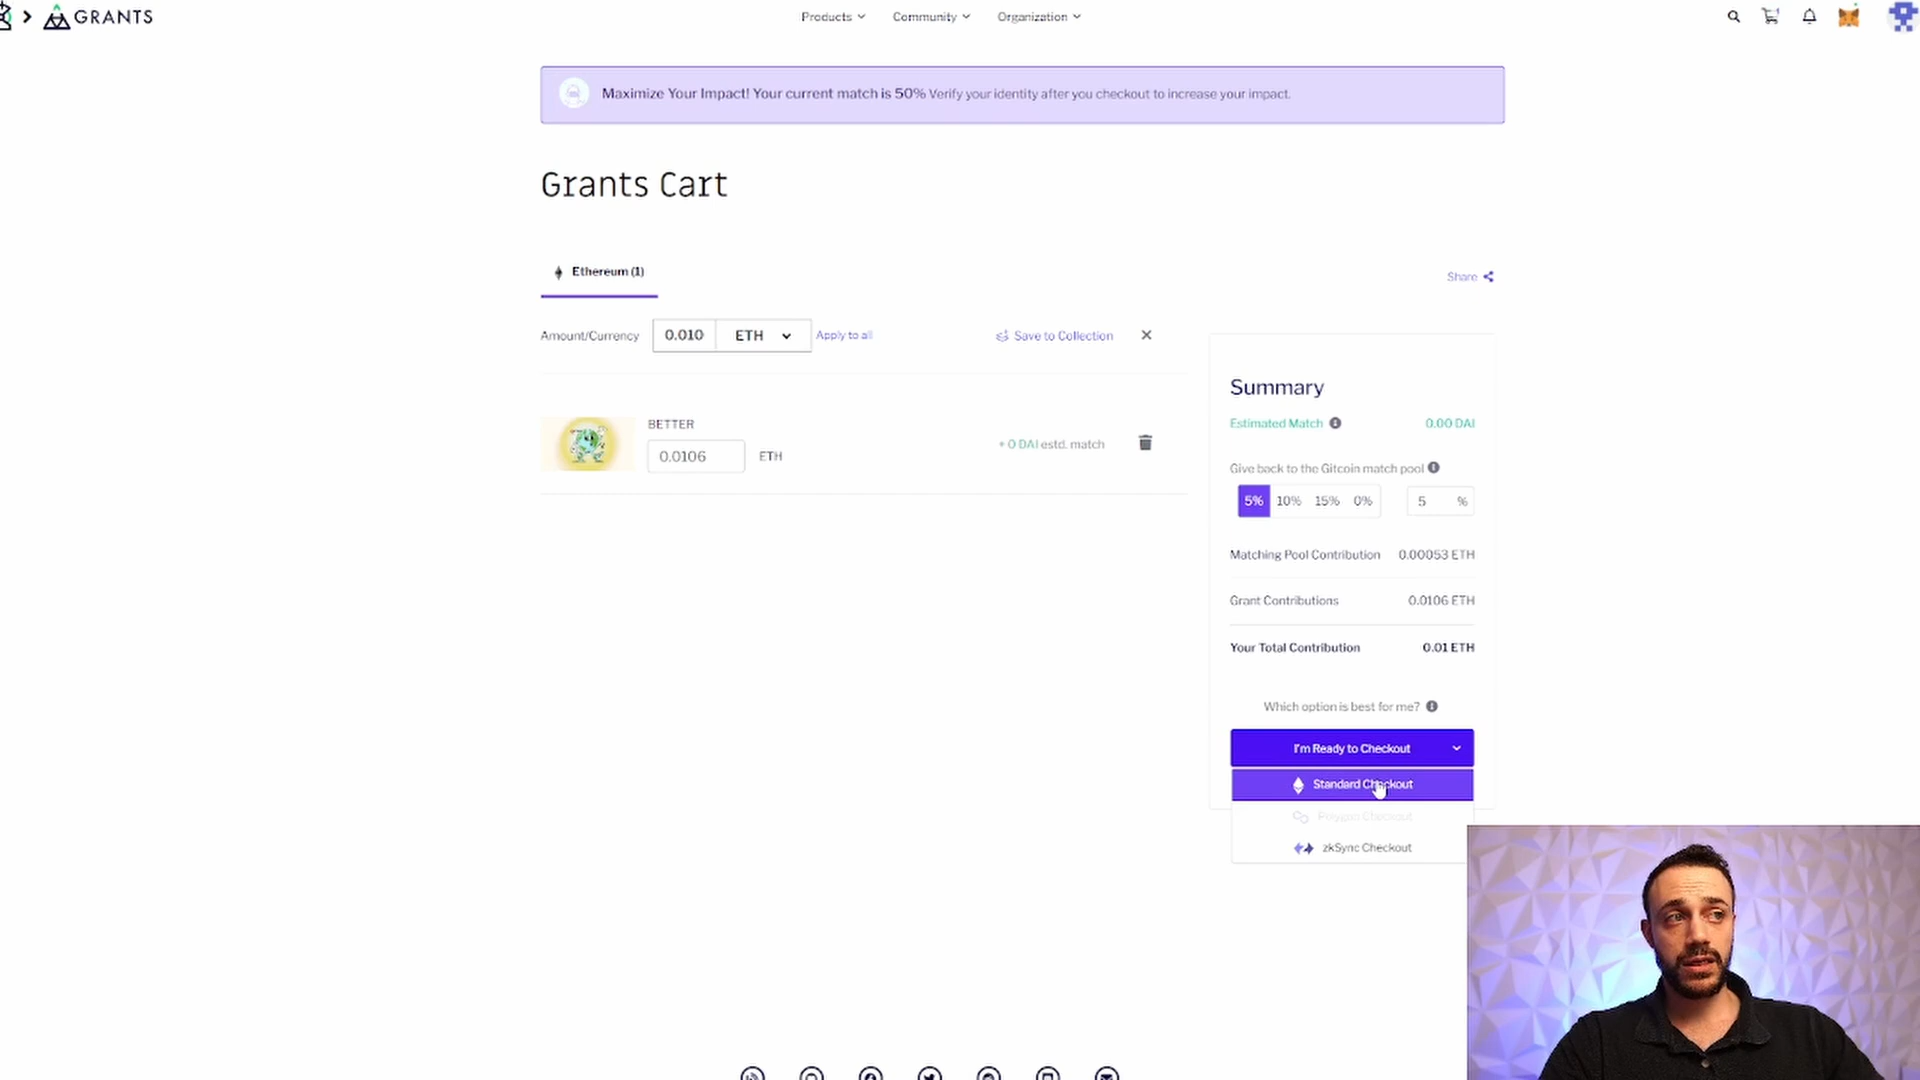 GRANTS
Products
Community
Organization
Maximize Your Impact! Your current match is 50% Verify your identity after you checkout to increase your impact.
Grants Cart
Ethereum (1)
Share
Amount/Currency 0.010 ETH Apply to all Save to Collection
BETTER
0.0106 ETH
+ 0 DAI estd. match
Summary
Estimated Match 0.00 DAI
Give back to the Gitcoin match pool
5% 10% 15% 0% 5 %
Matching Pool Contribution 0.00053 ETH
Grant Contributions 0.0106 ETH
Your Total Contribution 0.01 ETH
Which option is best for me?
I'm Ready to Checkout
Standard Checkout
Polygon Checkout
zkSync Checkout